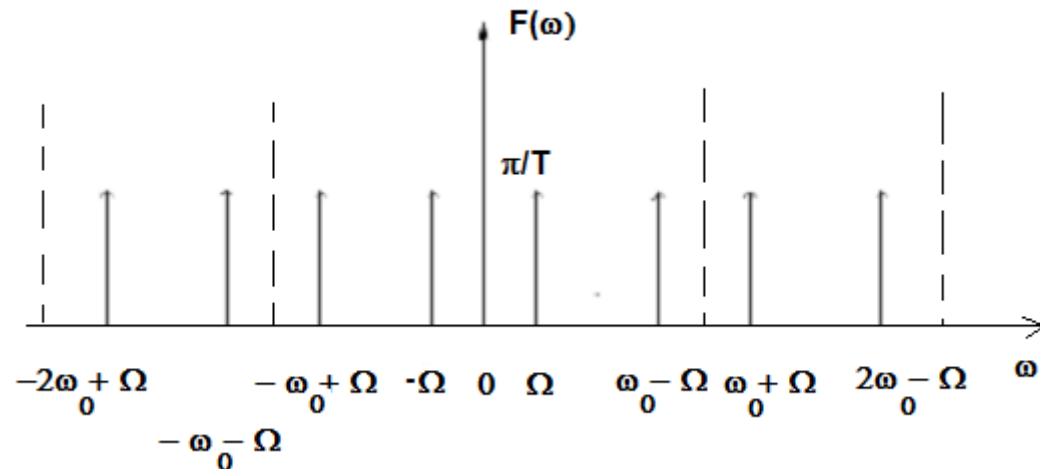 F(ω)
π/T
−2ω₀ + Ω
− ω₀ − Ω
− ω₀ + Ω
-Ω
0
Ω
ω₀ − Ω
ω₀ + Ω
2ω₀ − Ω
ω